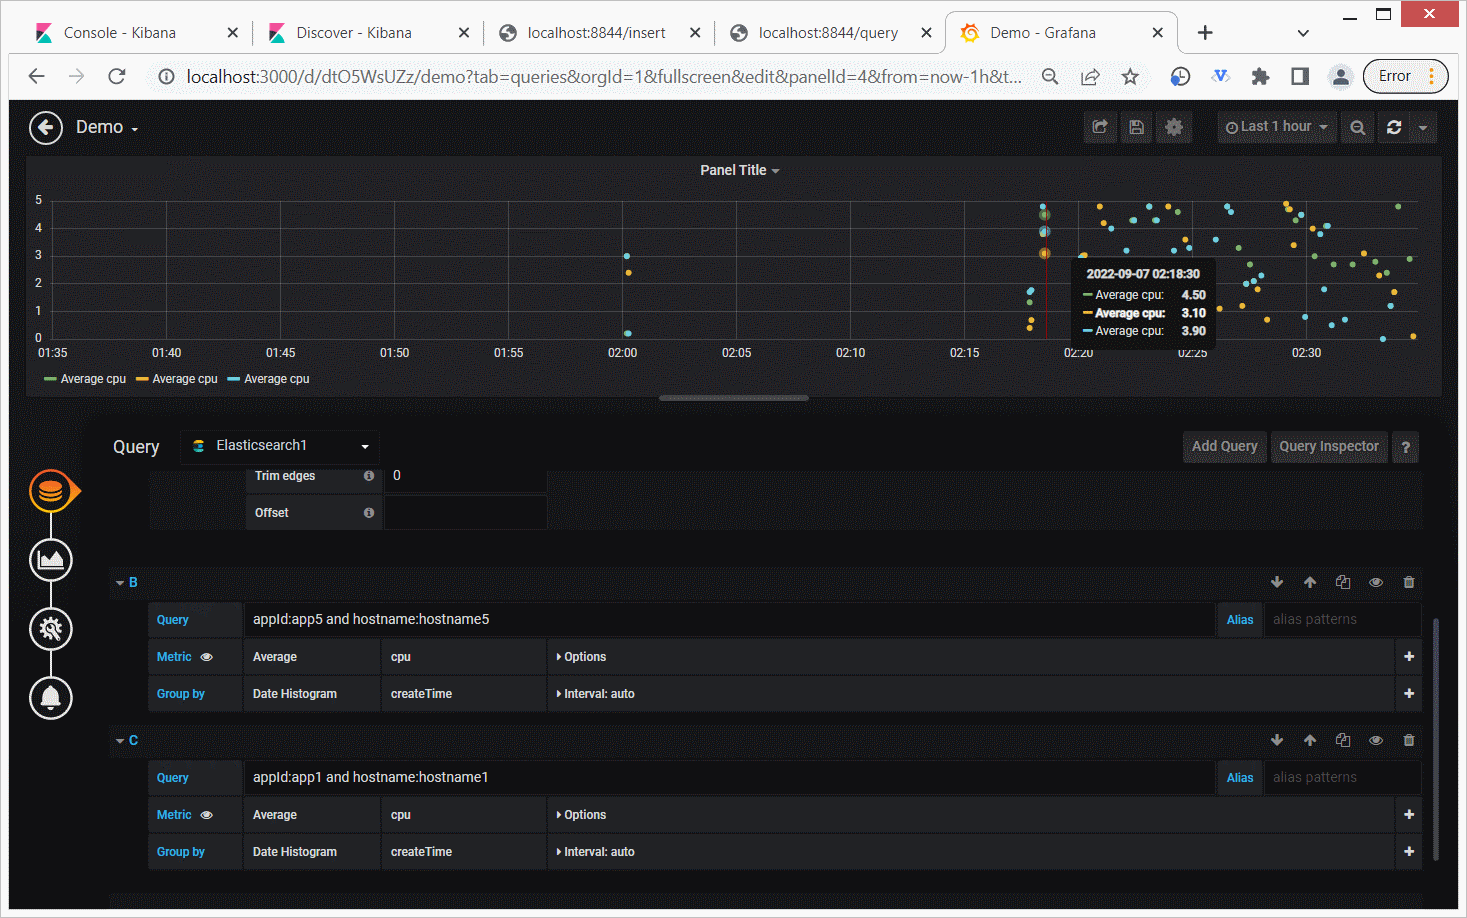 Console - Kibana
Discover - Kibana
localhost:8844/insert
localhost:8844/query
Demo - Grafana
localhost:3000/d/dtO5WsUZz/demo?tab=queries&orgId=1&fullscreen&edit&panelId=4&from=now-1h&t...
Error
Demo
Last 1 hour
Panel Title
5
4
3
2
1
0
01:35 01:40 01:45 01:50 01:55 02:00 02:05 02:10 02:15 02:20 02:25 02:30
2022-09-07 02:18:30
Average cpu: 4.50
Average cpu: 3.10
Average cpu: 3.90
Average cpu Average cpu Average cpu
Query Elasticsearch1 Add Query Query Inspector ?
Trim edges 0
Offset
B
Query appId:app5 and hostname:hostname5 Alias alias patterns
Metric Average cpu Options +
Group by Date Histogram createTime Interval: auto +
C
Query appId:app1 and hostname:hostname1 Alias alias patterns
Metric Average cpu Options +
Group by Date Histogram createTime Interval: auto +